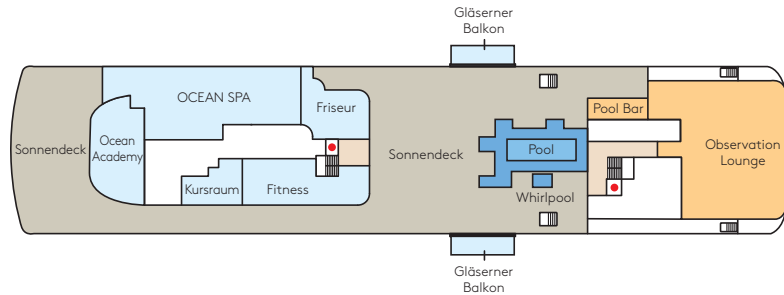 Gläserner
Balkon
OCEAN SPA
Friseur
Pool Bar
Ocean
Academy
Sonnendeck
Sonnendeck
Pool
Observation
Lounge
Kursraum
Fitness
Whirlpool
Gläserner
Balkon